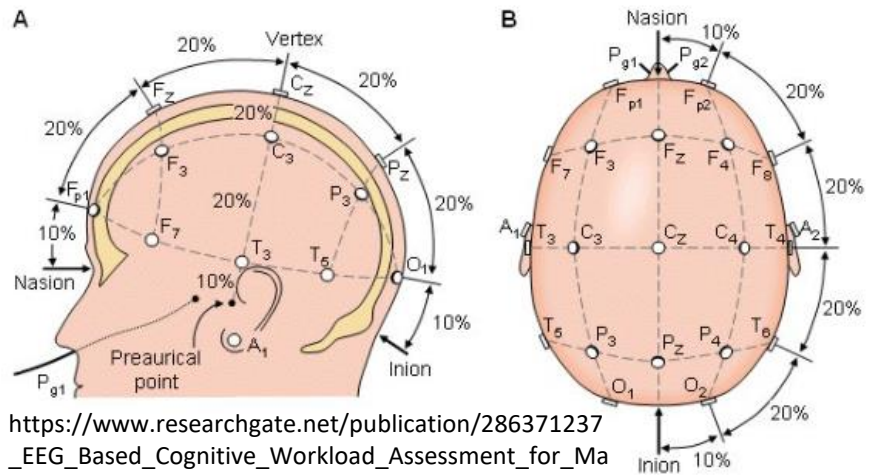 A
20%
Vertex
B
Nasion
10%
Pg1
Pg2
Fz
Cz
20%
20%
20%
Fp1
Fp2
20%
F3
C3
Pz
F7
F3
Fz
F4
F8
Fp1
P3
20%
20%
20%
10%
F7
T3
T5
O1
A1
T3
C3
Cz
C4
T4
A2
Nasion
10%
10%
20%
Preaurical
point
A1
Inion
T5
P3
Pz
P4
T6
Pg1
O1
O2
20%
https://www.researchgate.net/publication/286371237
_EEG_Based_Cognitive_Workload_Assessment_for_Ma
Inion
10%